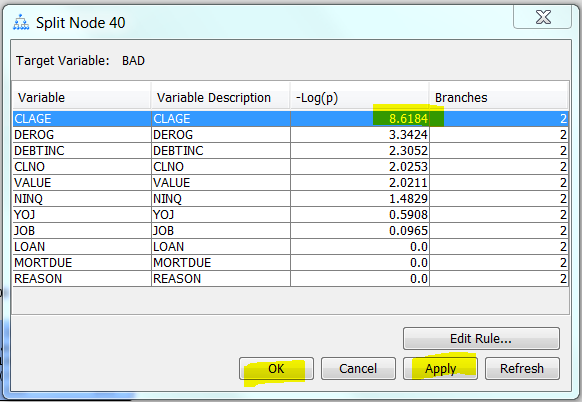 Split Node 40
Target Variable: BAD
Variable Variable Description -Log(p) Branches
CLAGE CLAGE 8.6184 2
DEROG DEROG 3.3424 2
DEBTINC DEBTINC 2.3052 2
CLNO CLNO 2.0253 2
VALUE VALUE 2.0211 2
NINQ NINQ 1.4829 2
YOJ YOJ 0.5908 2
JOB JOB 0.0965 2
LOAN LOAN 0.0 2
MORTDUE MORTDUE 0.0 2
REASON REASON 0.0 2
Edit Rule...
OK Cancel Apply Refresh